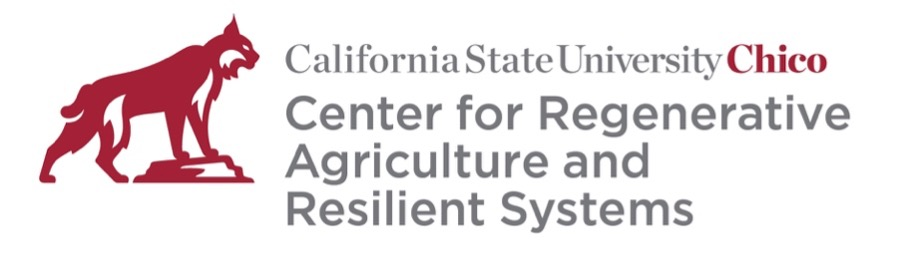 California State University Chico
Center for Regenerative
Agriculture and
Resilient Systems